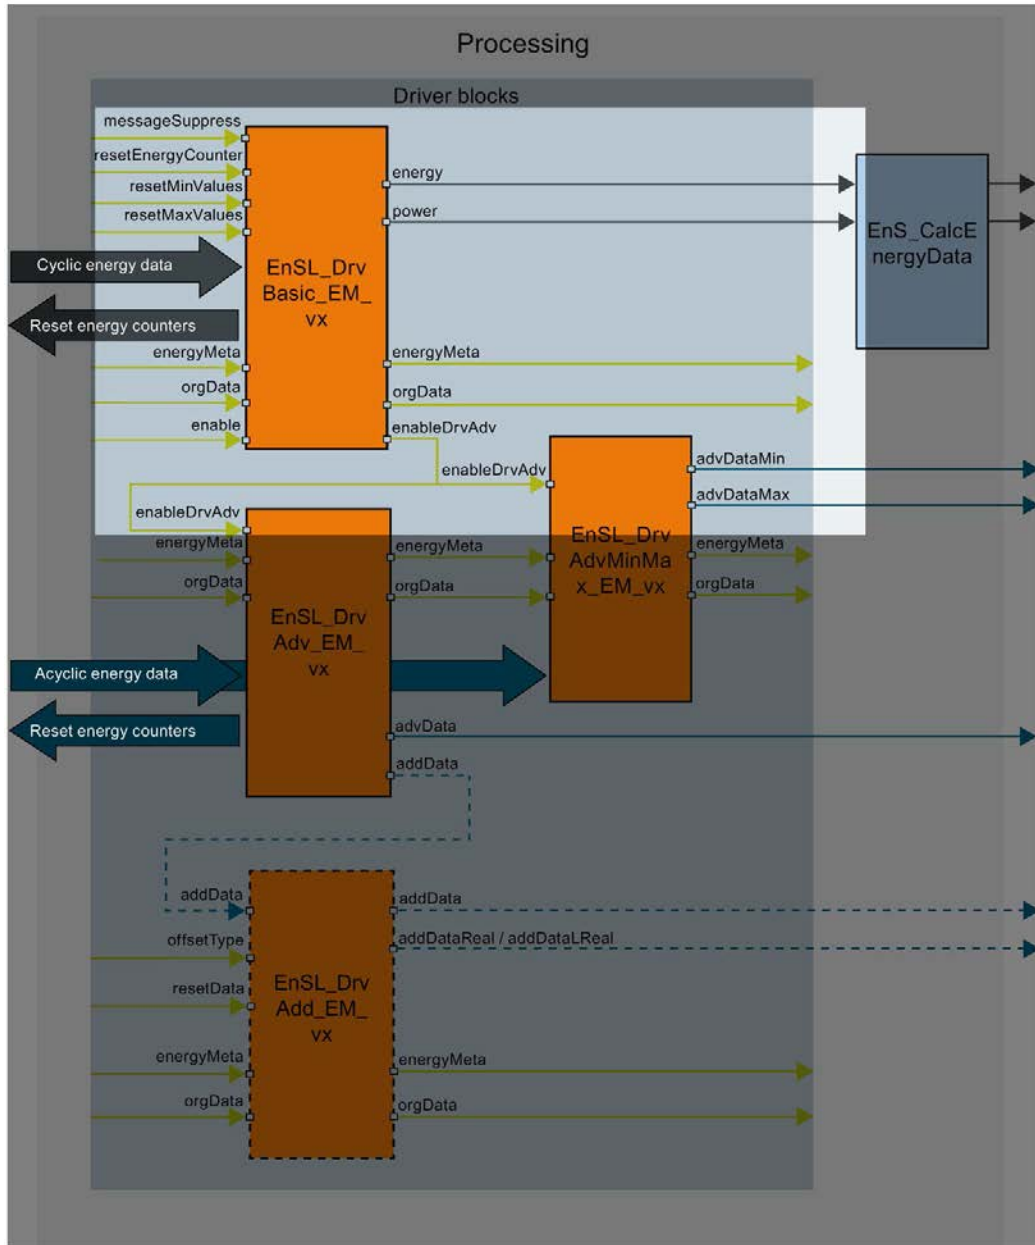 Processing
Driver blocks
messageSuppress
resetEnergyCounter
resetMinValues
resetMaxValues
Cyclic energy data
Reset energy counters
energyMeta
orgData
enable
EnSL_Drv
Basic_EM_
vx
energy
power
energyMeta
orgData
enableDrvAdv
EnS_CalcE
nergyData
enableDrvAdv
enableDrvAdv
energyMeta
orgData
EnSL_Drv
Adv_EM_
vx
energyMeta
orgData
EnSL_Drv
AdvMinMa
x_EM_vx
advDataMin
advDataMax
energyMeta
orgData
Acyclic energy data
Reset energy counters
advData
addData
addData
offsetType
resetData
energyMeta
orgData
EnSL_Drv
Add_EM_
vx
addData
addDataReal / addDataLReal
energyMeta
orgData